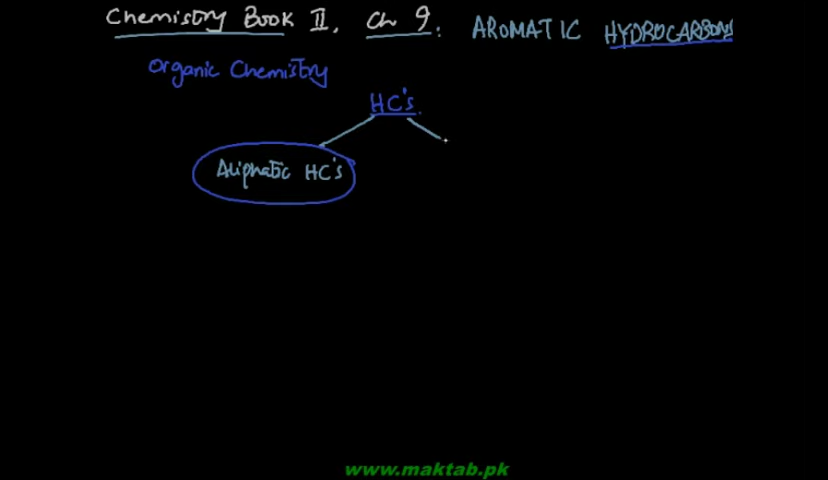 Chemistry Book II, Ch 9: AROMATIC HYDROCARBONS
Organic Chemistry
HC's.
Aliphatic HC's
www.maktab.pk